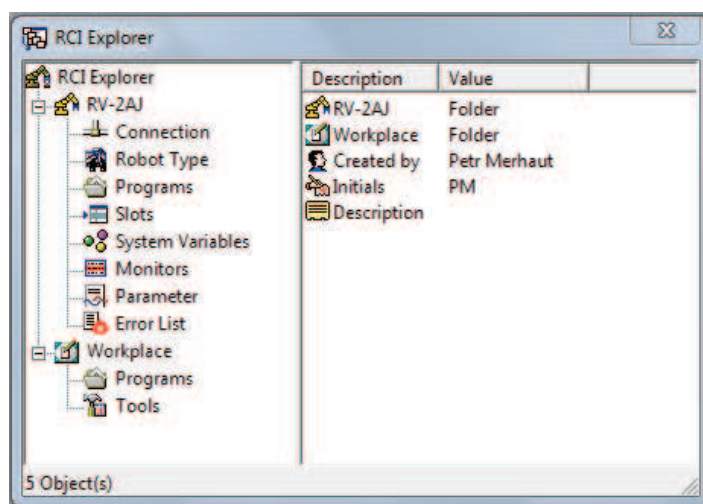 RCI Explorer
RCI Explorer
RV-2AJ
Connection
Robot Type
Programs
Slots
System Variables
Monitors
Parameter
Error List
Workplace
Programs
Tools
Description Value
RV-2AJ Folder
Workplace Folder
Created by Petr Merhaut
Initials PM
Description
5 Object(s)